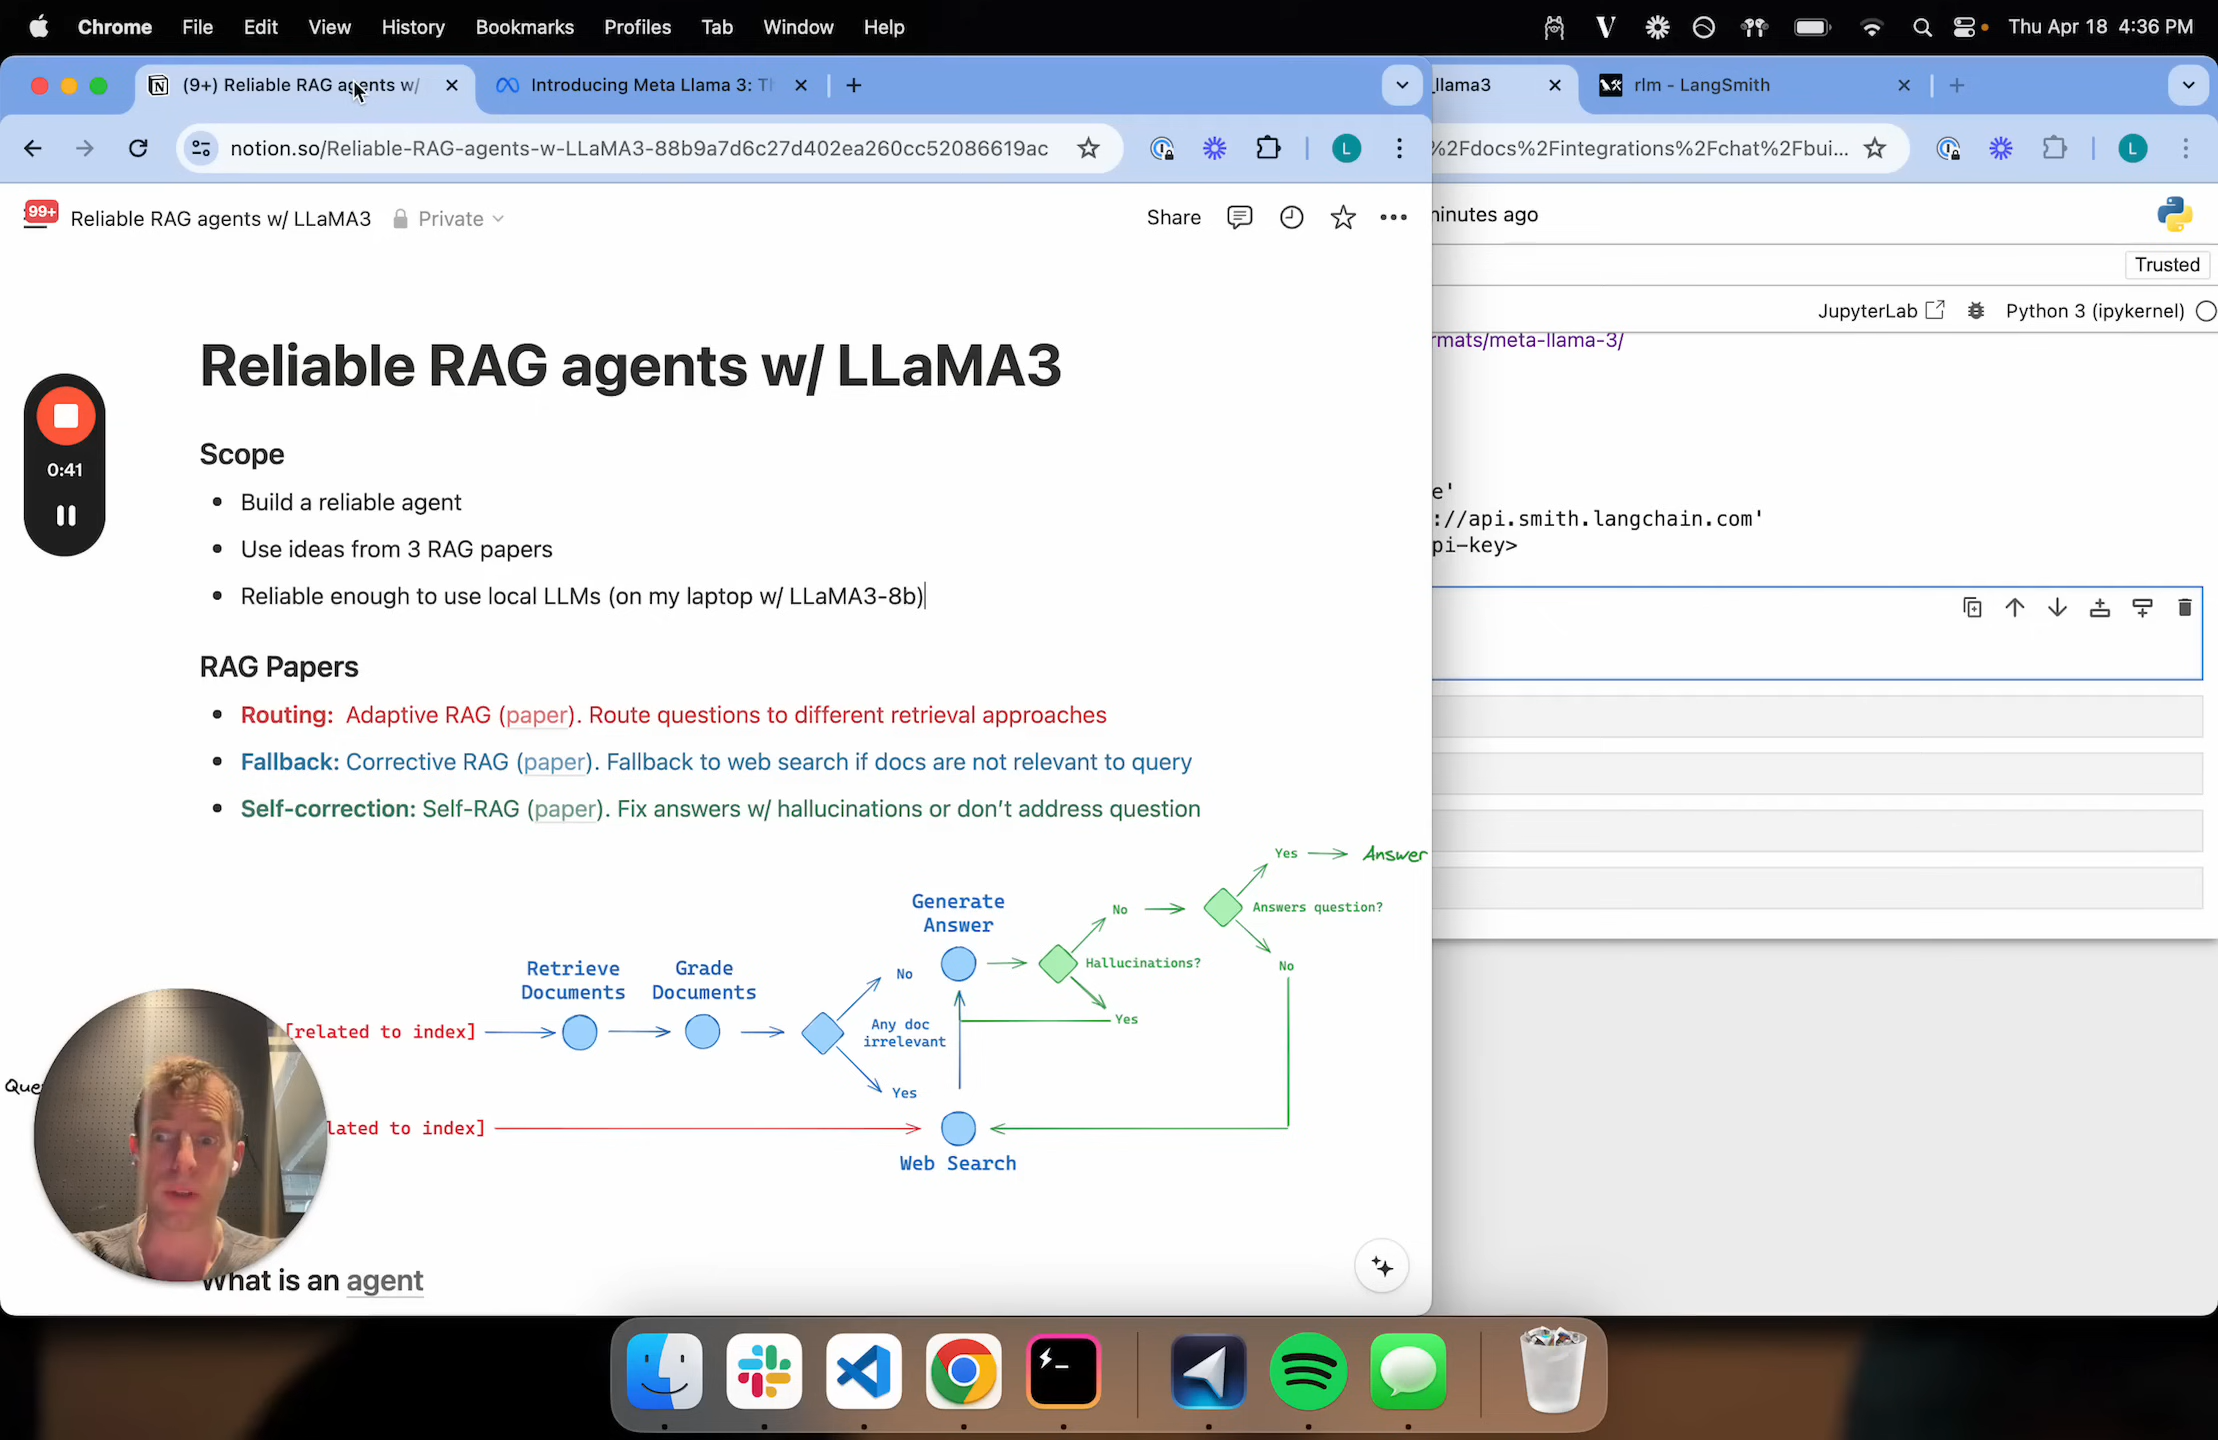 Chrome File Edit View History Bookmarks Profiles Tab Window Help Thu Apr 18 4:36 PM
(9+) Reliable RAG agents w/ Introducing Meta Llama 3: Th llama3 rlm - LangSmith
notion.so/Reliable-RAG-agents-w-LLaMA3-88b9a7d6c27d402ea260cc52086619ac L %2Fdocs%2Fintegrations%2Fchat%2Fbui... L
99+ Reliable RAG agents w/ LLaMA3 Private Share minutes ago
Trusted
JupyterLab Python 3 (ipykernel)
rmats/meta-llama-3/
Reliable RAG agents w/ LLaMA3
0:41
Scope
• Build a reliable agent
• Use ideas from 3 RAG papers
• Reliable enough to use local LLMs (on my laptop w/ LLaMA3-8b)
e'
://api.smith.langchain.com'
pi-key>
RAG Papers
• Routing: Adaptive RAG (paper). Route questions to different retrieval approaches
• Fallback: Corrective RAG (paper). Fallback to web search if docs are not relevant to query
• Self-correction: Self-RAG (paper). Fix answers w/ hallucinations or don't address question
Yes Answer
Generate
Answer
No
Answers question?
Hallucinations?
No
Yes
Retrieve
Documents
Grade
Documents
No
Any doc
irrelevant
Yes
[related to index]
Que
lated to index]
Web Search
What is an agent